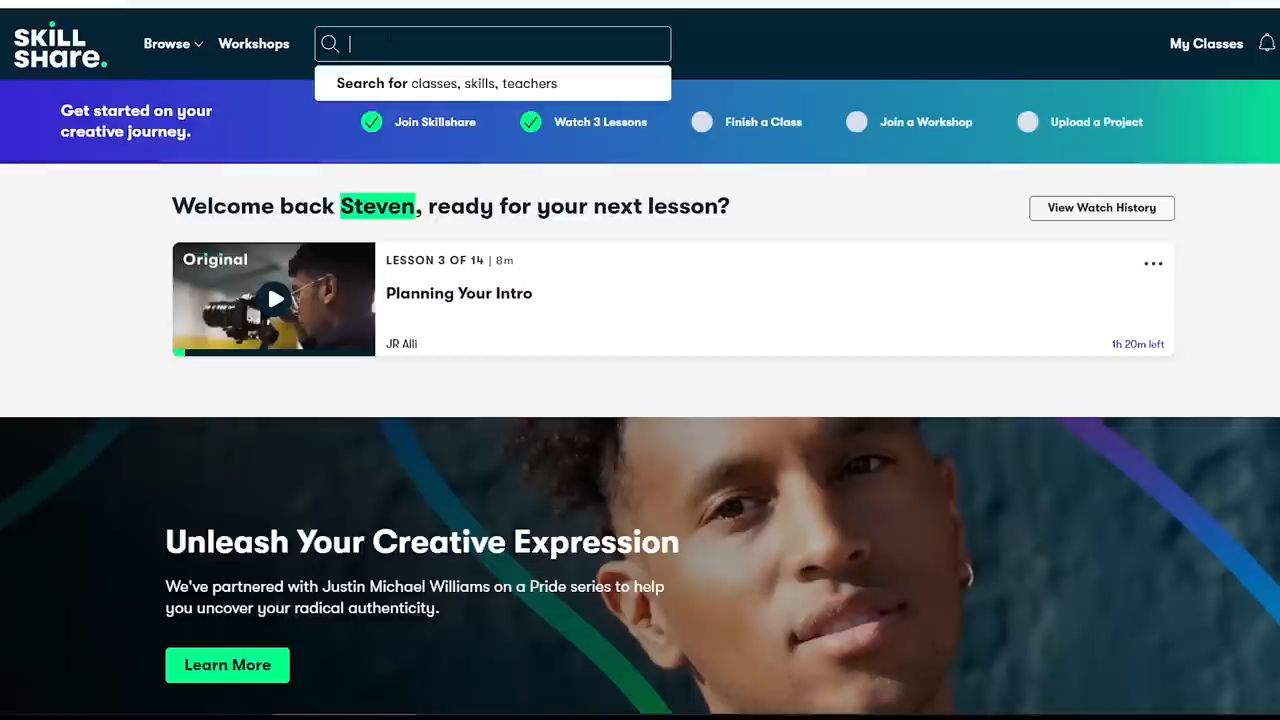 SKiLL
SHare.
Browse
Workshops
My Classes
Search for classes, skills, teachers
Get started on your
creative journey.
Join Skillshare
Watch 3 Lessons
Finish a Class
Join a Workshop
Upload a Project
Welcome back Steven, ready for your next lesson?
View Watch History
Original
LESSON 3 OF 14 | 8m
Planning Your Intro
JR Alli
1h 20m left
Unleash Your Creative Expression
We've partnered with Justin Michael Williams on a Pride series to help
you uncover your radical authenticity.
Learn More